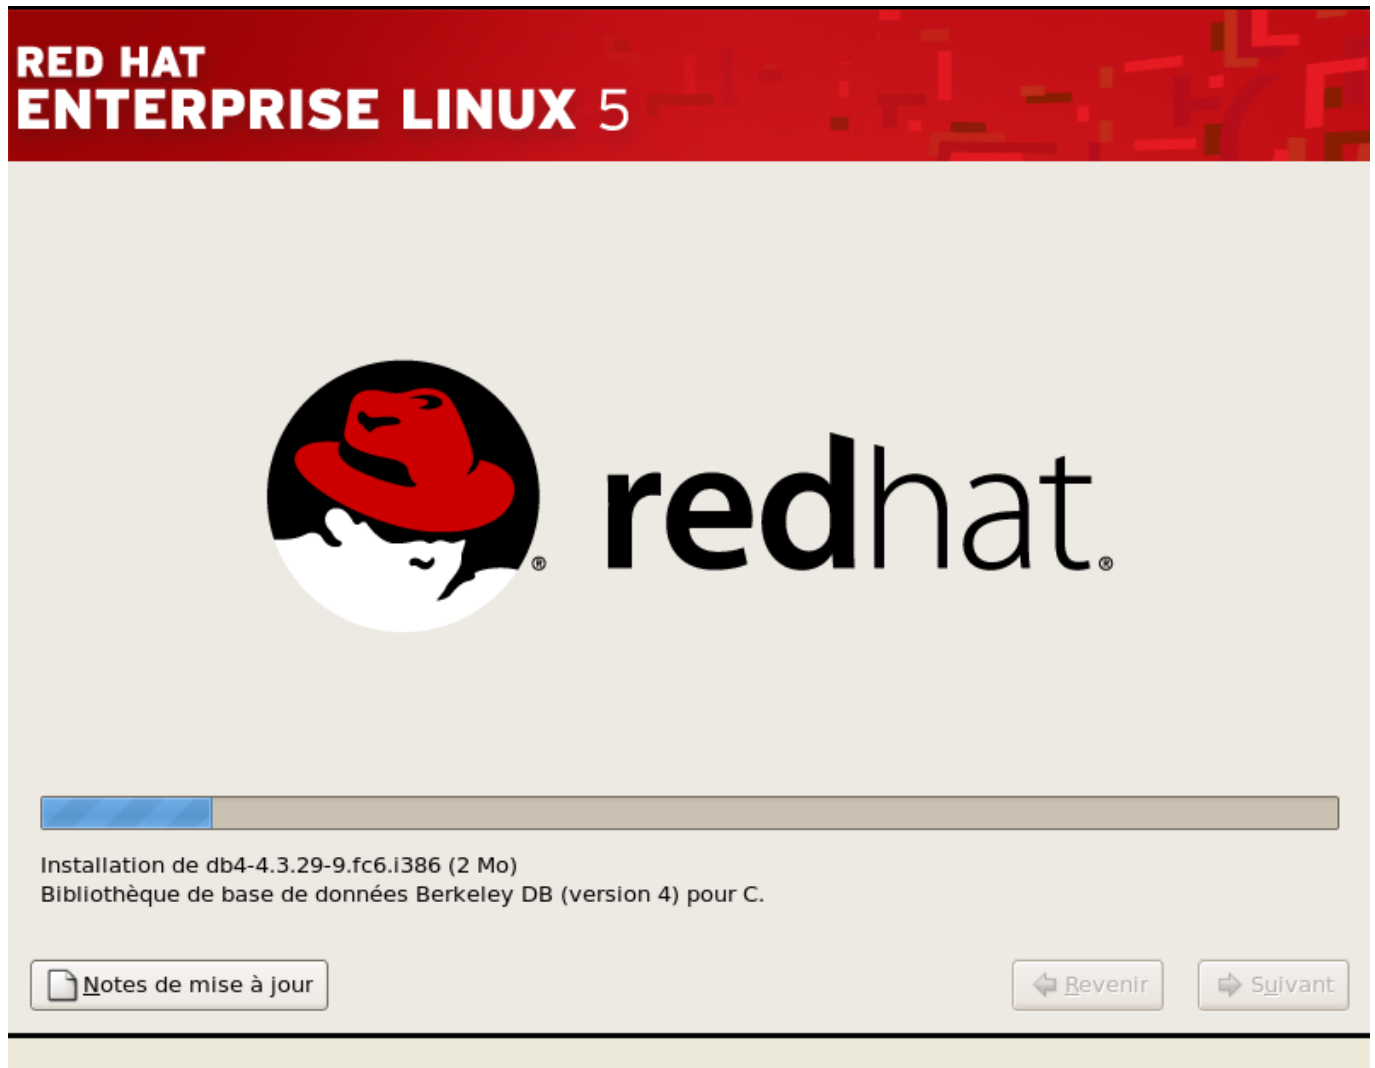 RED HAT
ENTERPRISE LINUX 5
redhat.
Installation de db4-4.3.29-9.fc6.i386 (2 Mo)
Bibliothèque de base de données Berkeley DB (version 4) pour C.
Notes de mise à jour
Revenir
Suivant